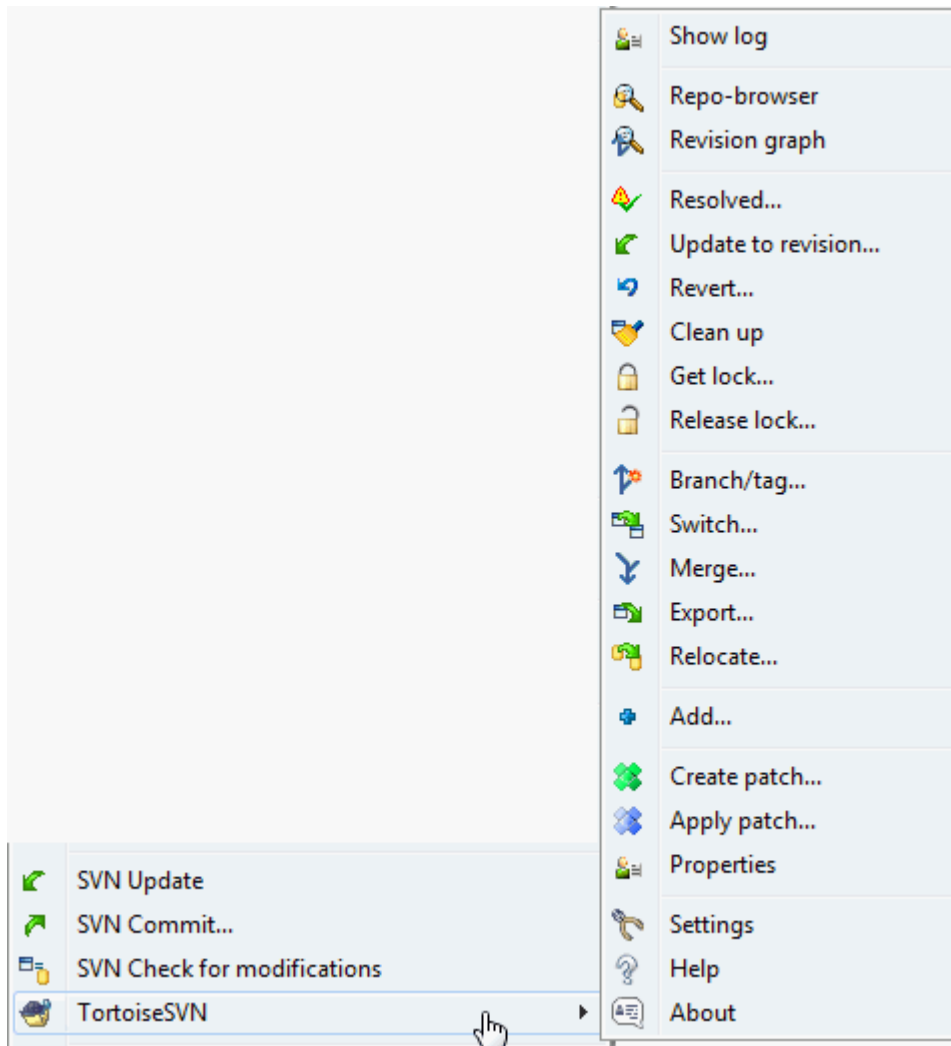 Show log
Repo-browser
Revision graph
Resolved...
Update to revision...
Revert...
Clean up
Get lock...
Release lock...
Branch/tag...
Switch...
Merge...
Export...
Relocate...
Add...
Create patch...
Apply patch...
Properties
Settings
Help
About
SVN Update
SVN Commit...
SVN Check for modifications
TortoiseSVN